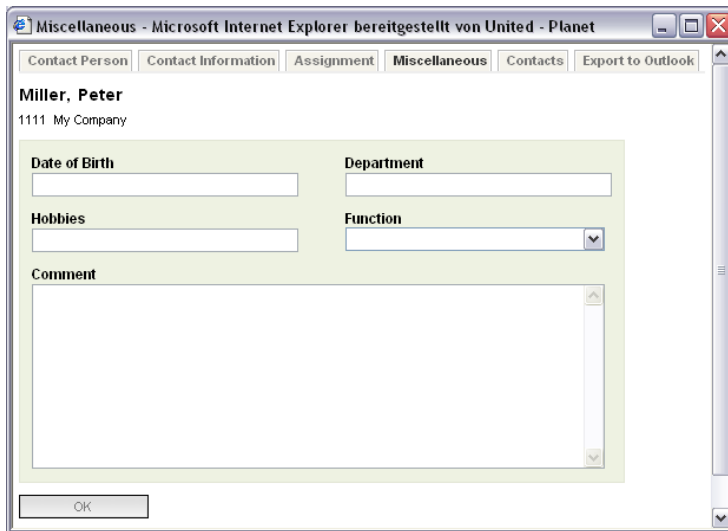 Miscellaneous - Microsoft Internet Explorer bereitgestellt von United - Planet
Contact Person Contact Information Assignment Miscellaneous Contacts Export to Outlook
Miller, Peter
1111 My Company
Date of Birth Department
Hobbies Function
Comment
OK